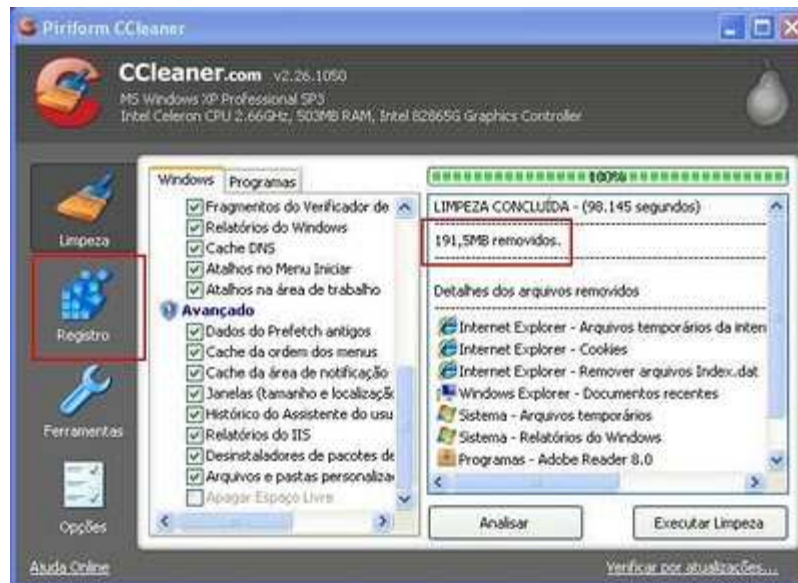 Piriform CCleaner
CCleaner.com v2.26.1050
MS Windows XP Professional SP3
Intel Celeron CPU 2.66GHz, 503MB RAM, Intel 82865G Graphics Controller
Limpeza
Registro
Ferramentas
Opções
Windows
Programas
Fragmentos do Verificador de
Relatórios do Windows
Cache DNS
Atalhos no Menu Iniciar
Atalhos na área de trabalho
Avançado
Dados do Prefetch antigos
Cache da ordem dos menus
Cache da área de notificação
Janelas (tamanho e localizaçã
Histórico do Assistente do usu
Relatórios do IIS
Desinstaladores de pacotes de
Arquivos e pastas personaliza
Apagar Espaço Livre
100%
LIMPEZA CONCLUÍDA - (98.145 segundos)
191,5MB removidos.
Detalhes dos arquivos removidos
Internet Explorer - Arquivos temporários da inten
Internet Explorer - Cookies
Internet Explorer - Remover arquivos Index.dat
Windows Explorer - Documentos recentes
Sistema - Arquivos temporários
Sistema - Relatórios do Windows
Programas - Adobe Reader 8.0
Analisar
Executar Limpeza
Ajuda Online
Verificar por atualizações...